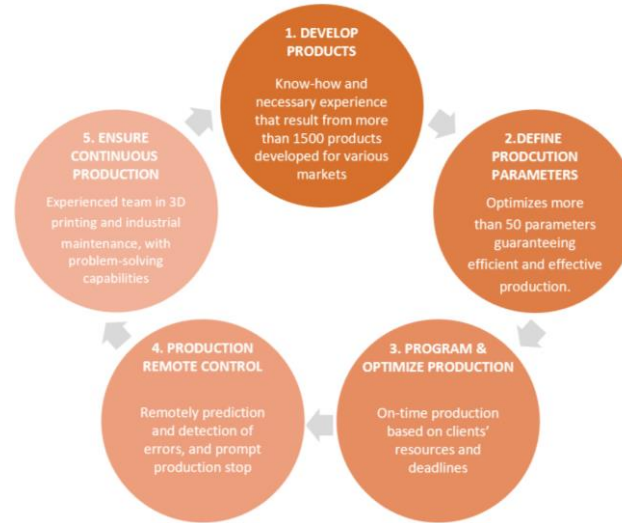 1. DEVELOP
PRODUCTS
Know-how and
necessary experience
that result from more
than 1500 products
developed for various
markets
2.DEFINE
PRODCUTION
PARAMETERS
Optimizes more
than 50 parameters
guaranteeing
efficient and effective
production.
3. PROGRAM &
OPTIMIZE PRODUCTION
On-time production
based on clients'
resources and
deadlines
4. PRODUCTION
REMOTE CONTROL
Remotely prediction
and detection of
errors, and prompt
production stop
5. ENSURE
CONTINUOUS
PRODUCTION
Experienced team in 3D
printing and industrial
maintenance, with
problem-solving
capabilities